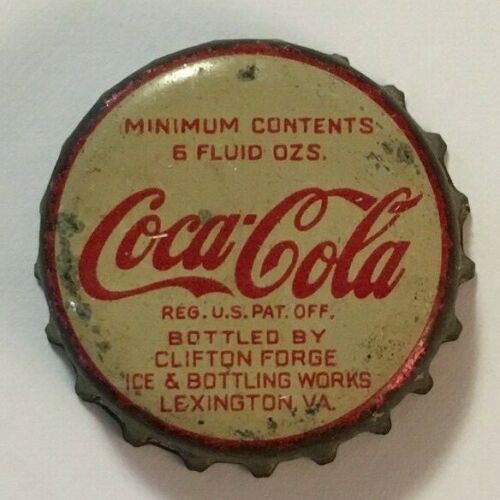 MINIMUM CONTENTS
6 FLUID OZS.
Coca-Cola
REG. U.S. PAT. OFF.
BOTTLED BY
CLIFTON FORGE
ICE & BOTTLING WORKS
LEXINGTON, VA.